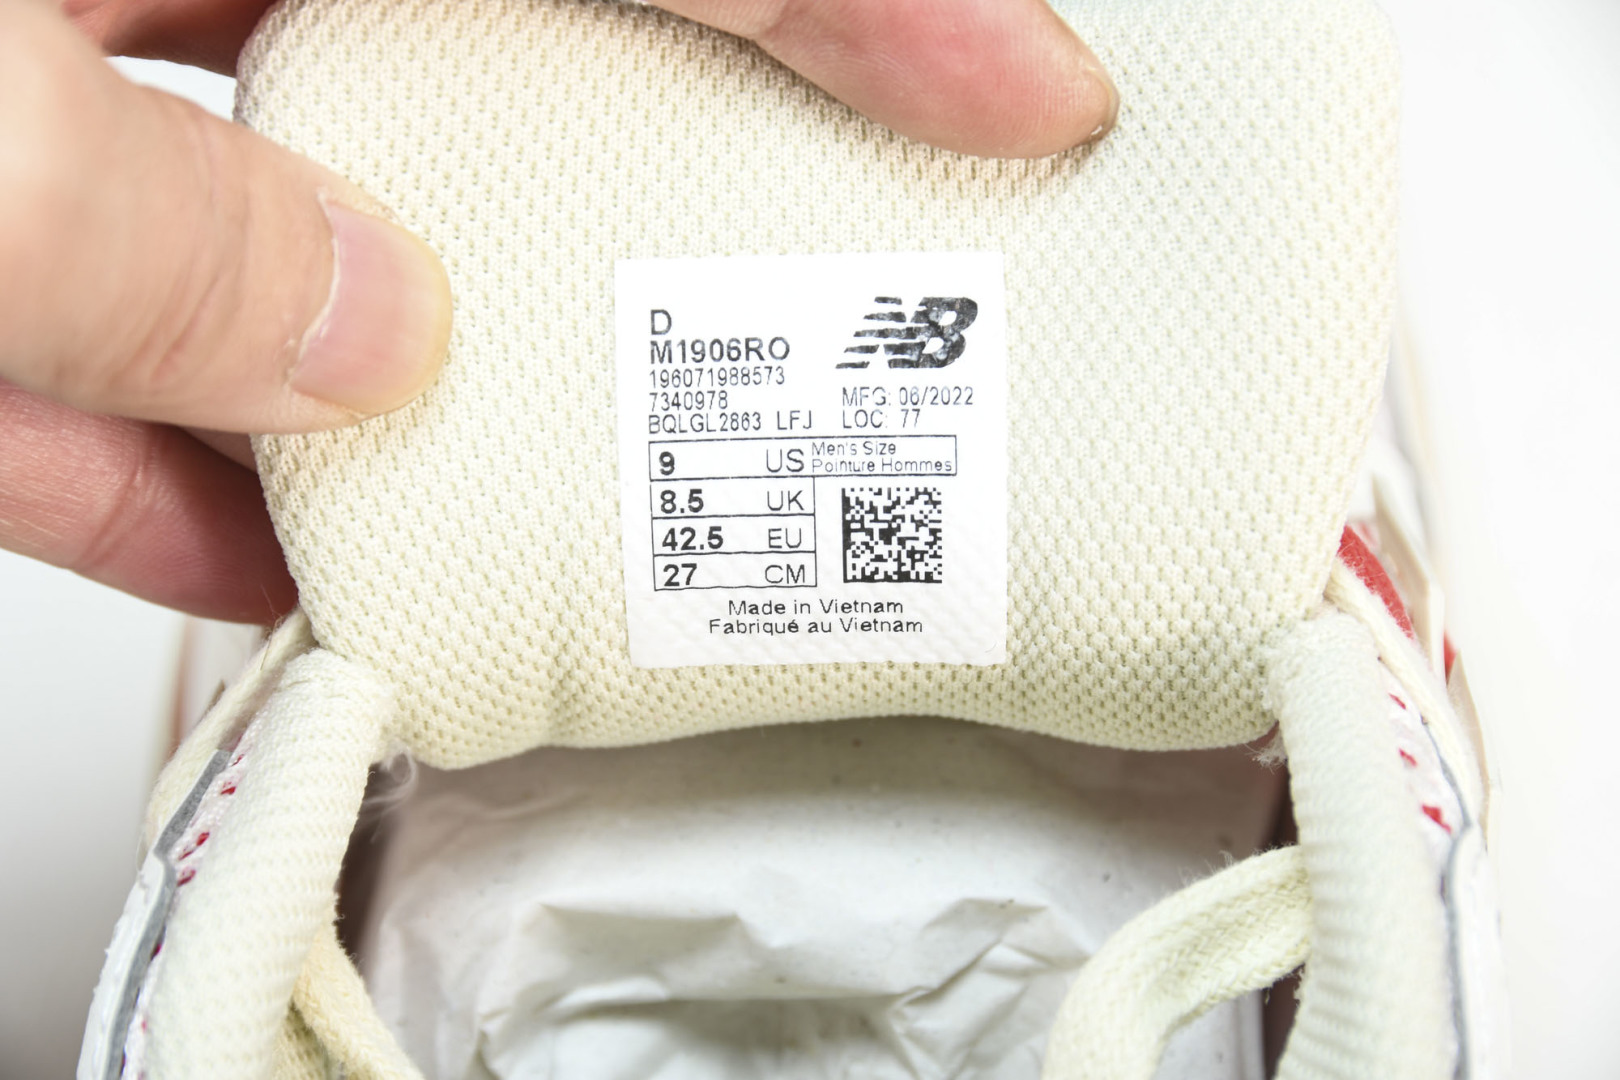 D
M1906RO
196071988573
7340978
MFG: 06/2022
BQLGL2863 LFJ
LOC: 77
9 US Men's Size
Pointure Hommes
8.5 UK
42.5 EU
27 CM
Made in Vietnam
Fabriqué au Vietnam
NB